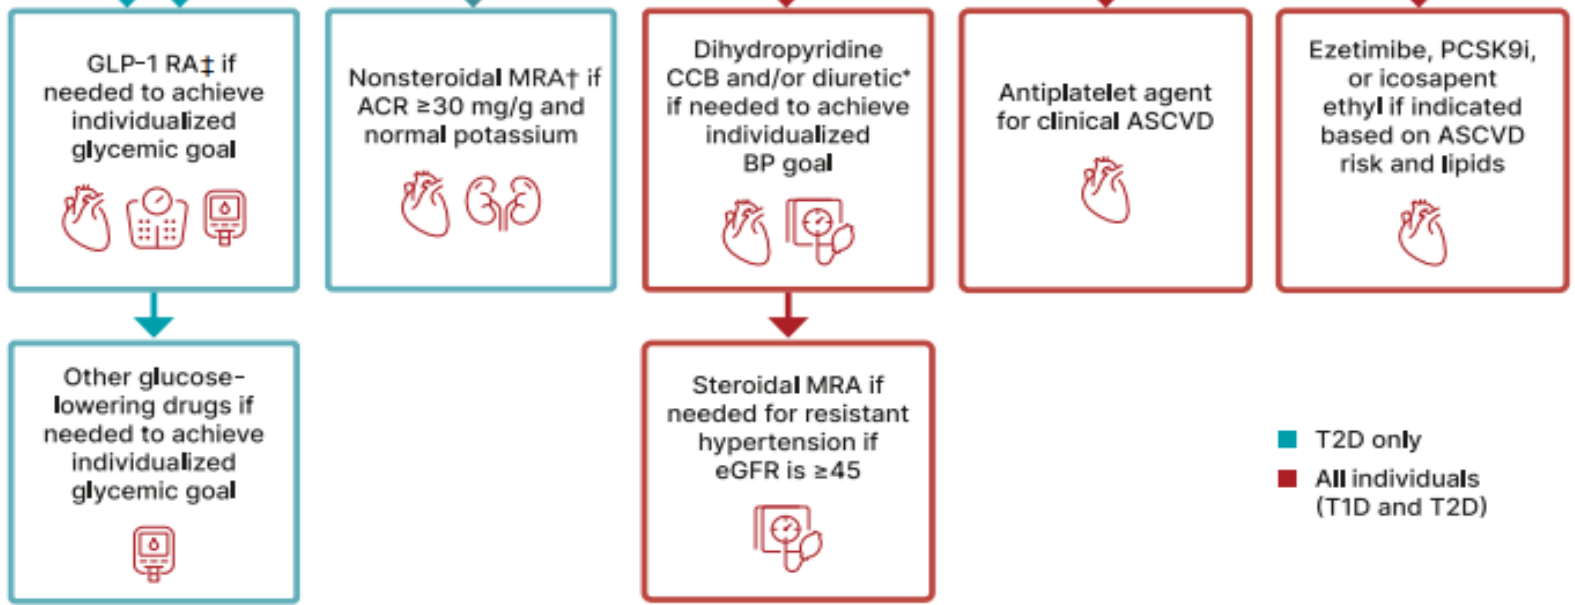 GLP-1 RA‡ if
needed to achieve
individualized
glycemic goal
Nonsteroidal MRA† if
ACR ≥30 mg/g and
normal potassium
Dihydropyridine
CCB and/or diuretic*
if needed to achieve
individualized
BP goal
Antiplatelet agent
for clinical ASCVD
Ezetimibe, PCSK9i,
or icosapent
ethyl if indicated
based on ASCVD
risk and lipids
Other glucose-
lowering drugs if
needed to achieve
individualized
glycemic goal
Steroidal MRA if
needed for resistant
hypertension if
eGFR is ≥45
T2D only
All individuals
(T1D and T2D)